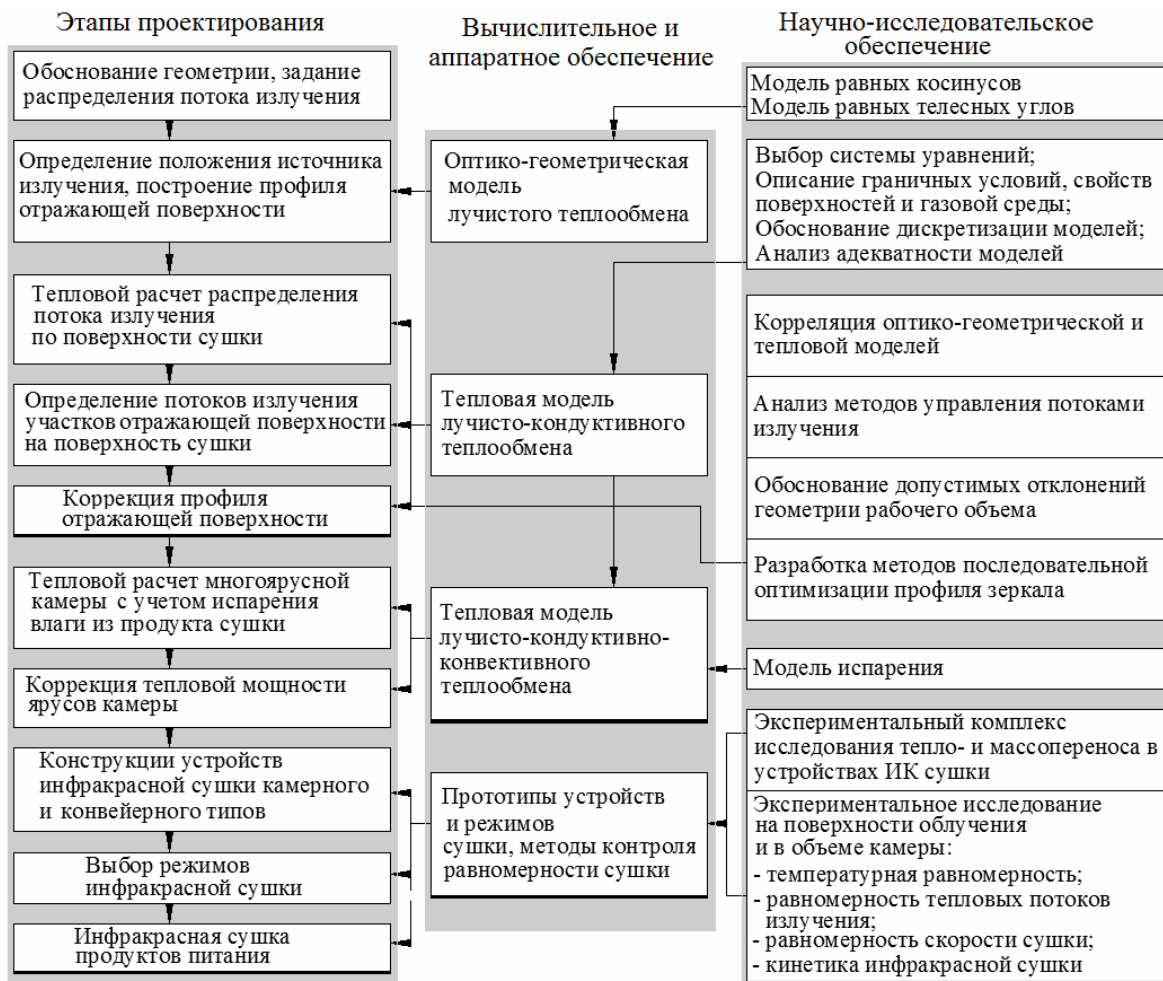 Этапы проектирования
Обоснование геометрии, задание
распределения потока излучения
Определение положения источника
излучения, построение профиля
отражающей поверхности
Тепловой расчет распределения
потока излучения
по поверхности сушки
Определение потоков излучения
участков отражающей поверхности
на поверхность сушки
Коррекция профиля
отражающей поверхности
Тепловой расчет многоярусной
камеры с учетом испарения
влаги из продукта сушки
Коррекция тепловой мощности
ярусов камеры
Конструкции устройств
инфракрасной сушки камерного
и конвейерного типов
Выбор режимов
инфракрасной сушки
Инфракрасная сушка
продуктов питания
Вычислительное и
аппаратное обеспечение
Оптико-геометрическая
модель
лучистого теплообмена
Тепловая модель
лучисто-кондуктивного
теплообмена
Тепловая модель
лучисто-кондуктивно-
конвективного
теплообмена
Прототипы устройств
и режимов
сушки, методы контроля
равномерности сушки
Научно-исследовательское
обеспечение
Модель равных косинусов
Модель равных телесных углов
Выбор системы уравнений;
Описание граничных условий, свойств
поверхностей и газовой среды;
Обоснование дискретизации моделей;
Анализ адекватности моделей
Корреляция оптико-геометрической и
тепловой моделей
Анализ методов управления потоками
излучения
Обоснование допустимых отклонений
геометрии рабочего объема
Разработка методов последовательной
оптимизации профиля зеркала
Модель испарения
Экспериментальный комплекс
исследования тепло- и массопереноса в
устройствах ИК сушки
Экспериментальное исследование
на поверхности облучения
и в объеме камеры:
- температурная равномерность;
- равномерность тепловых потоков
излучения;
- равномерность скорости сушки;
- кинетика инфракрасной сушки